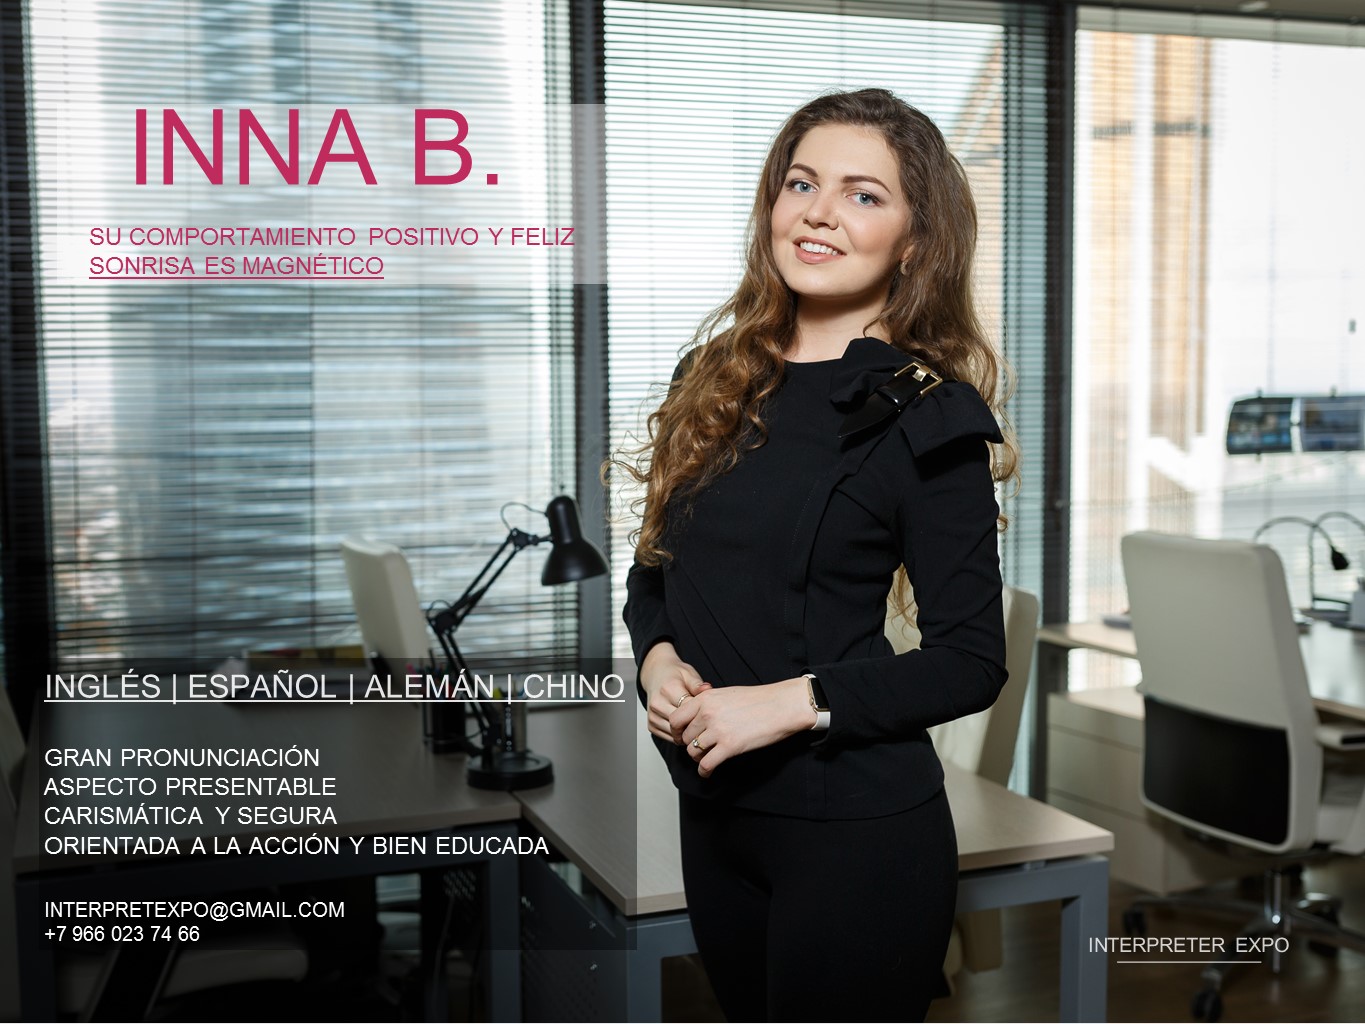 INNA B.
SU COMPORTAMIENTO POSITIVO Y FELIZ
SONRISA ES MAGNÉTICO
INGLÉS | ESPAÑOL | ALEMÁN | CHINO
GRAN PRONUNCIACIÓN
ASPECTO PRESENTABLE
CARISMÁTICA Y SEGURA
ORIENTADA A LA ACCIÓN Y BIEN EDUCADA
INTERPRETEXPO@GMAIL.COM
+7 966 023 74 66
INTERPRETER EXPO